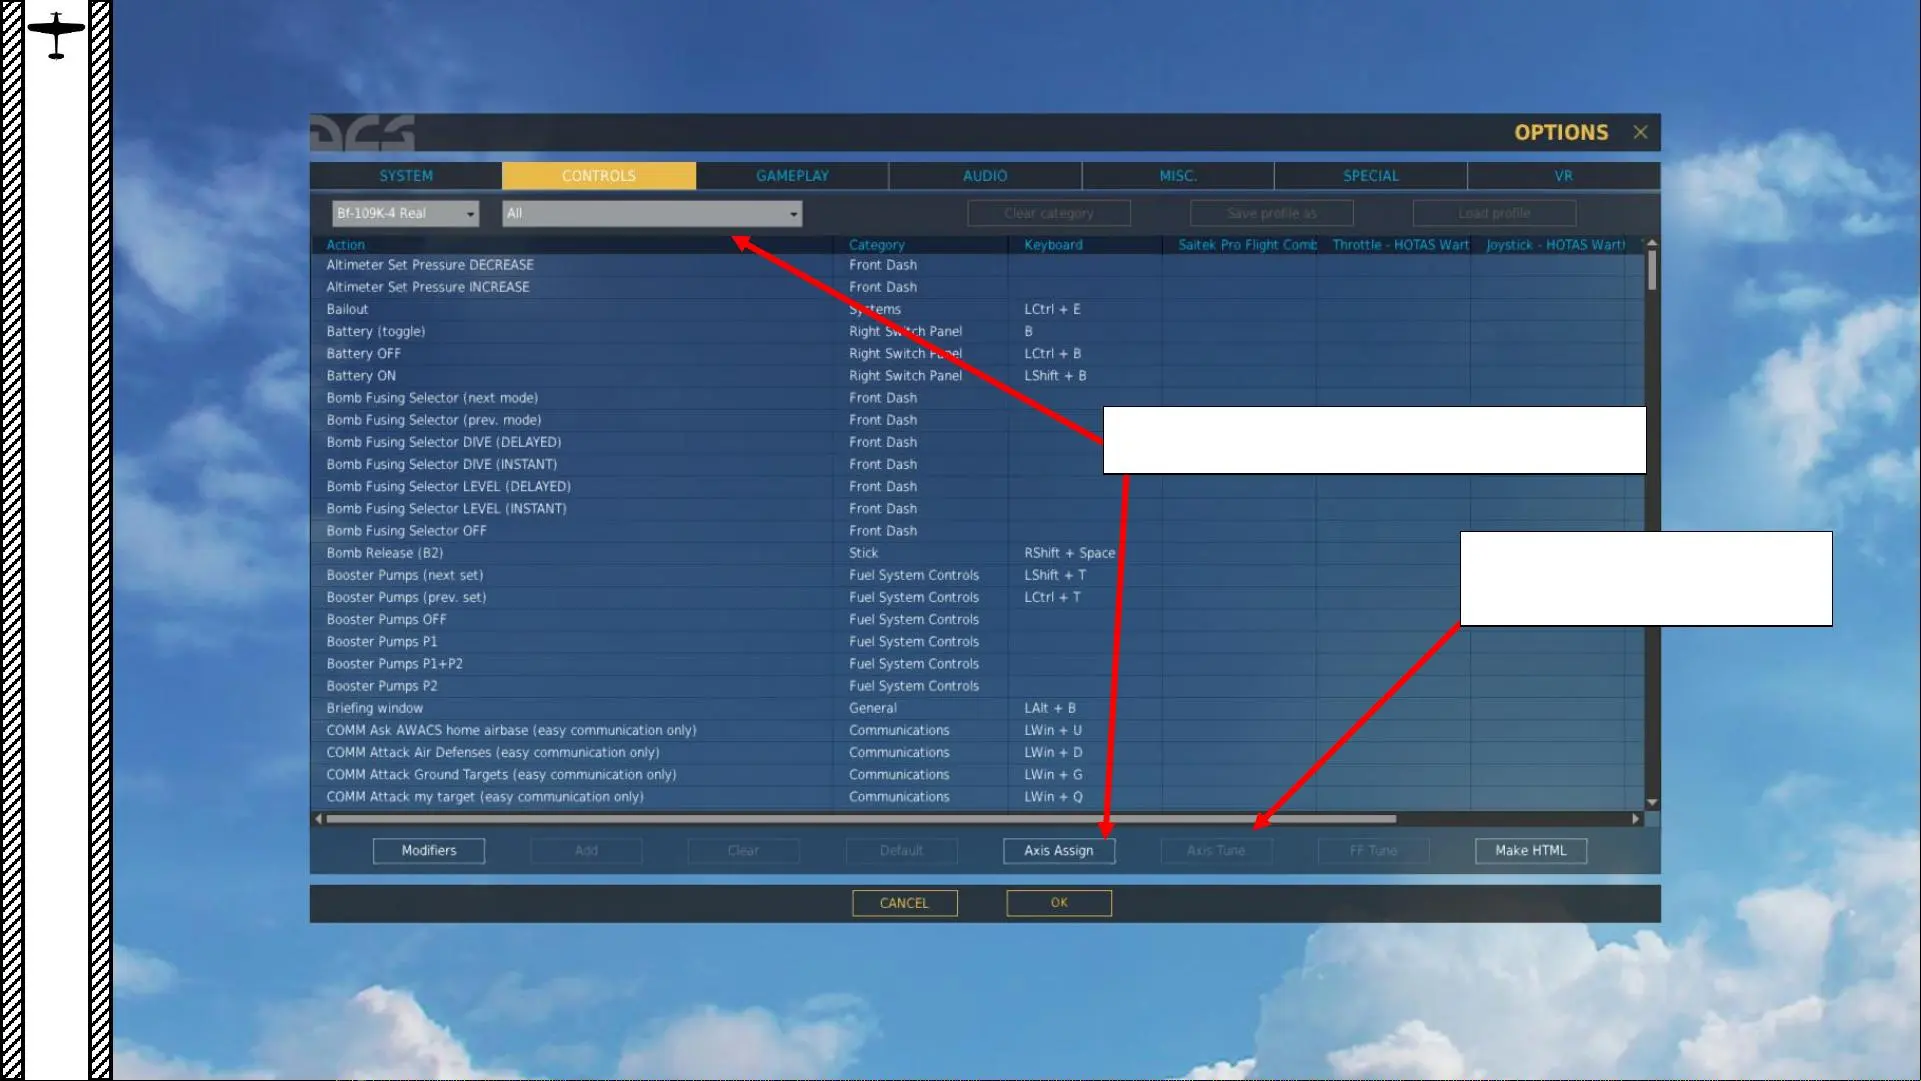 DCS
OPTIONS
SYSTEM CONTROLS GAMEPLAY AUDIO MISC. SPECIAL VR
Bf-109K-4 Real All Clear category Save profile as Load profile
Action Category Keyboard Saitek Pro Flight Comb Throttle - HOTAS Wart Joystick - HOTAS Warth
Altimeter Set Pressure DECREASE Front Dash
Altimeter Set Pressure INCREASE Front Dash
Bailout Systems LCtrl + E
Battery (toggle) Right Switch Panel B
Battery OFF Right Switch Panel LCtrl + B
Battery ON Right Switch Panel LShift + B
Bomb Fusing Selector (next mode) Front Dash
Bomb Fusing Selector (prev. mode) Front Dash
Bomb Fusing Selector DIVE (DELAYED) Front Dash
Bomb Fusing Selector DIVE (INSTANT) Front Dash
Bomb Fusing Selector LEVEL (DELAYED) Front Dash
Bomb Fusing Selector LEVEL (INSTANT) Front Dash
Bomb Fusing Selector OFF Front Dash
Bomb Release (B2) Stick RShift + Space
Booster Pumps (next set) Fuel System Controls LShift + T
Booster Pumps (prev. set) Fuel System Controls LCtrl + T
Booster Pumps OFF Fuel System Controls
Booster Pumps P1 Fuel System Controls
Booster Pumps P1+P2 Fuel System Controls
Booster Pumps P2 Fuel System Controls
Briefing window General LAlt + B
COMM Ask AWACS home airbase (easy communication only) Communications LWin + U
COMM Attack Air Defenses (easy communication only) Communications LWin + D
COMM Attack Ground Targets (easy communication only) Communications LWin + G
COMM Attack my target (easy communication only) Communications LWin + Q
Modifiers Add Clear Default Axis Assign Axis Tune FF Tune Make HTML
CANCEL OK